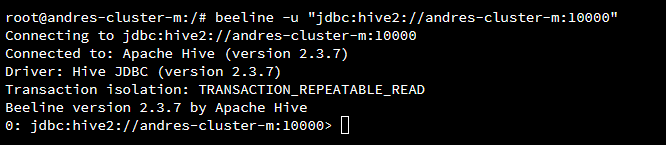 root@andres-cluster-m:/# beeline -u "jdbc:hive2://andres-cluster-m:10000"
Connecting to jdbc:hive2://andres-cluster-m:10000
Connected to: Apache Hive (version 2.3.7)
Driver: Hive JDBC (version 2.3.7)
Transaction isolation: TRANSACTION_REPEATABLE_READ
Beeline version 2.3.7 by Apache Hive
0: jdbc:hive2://andres-cluster-m:10000>